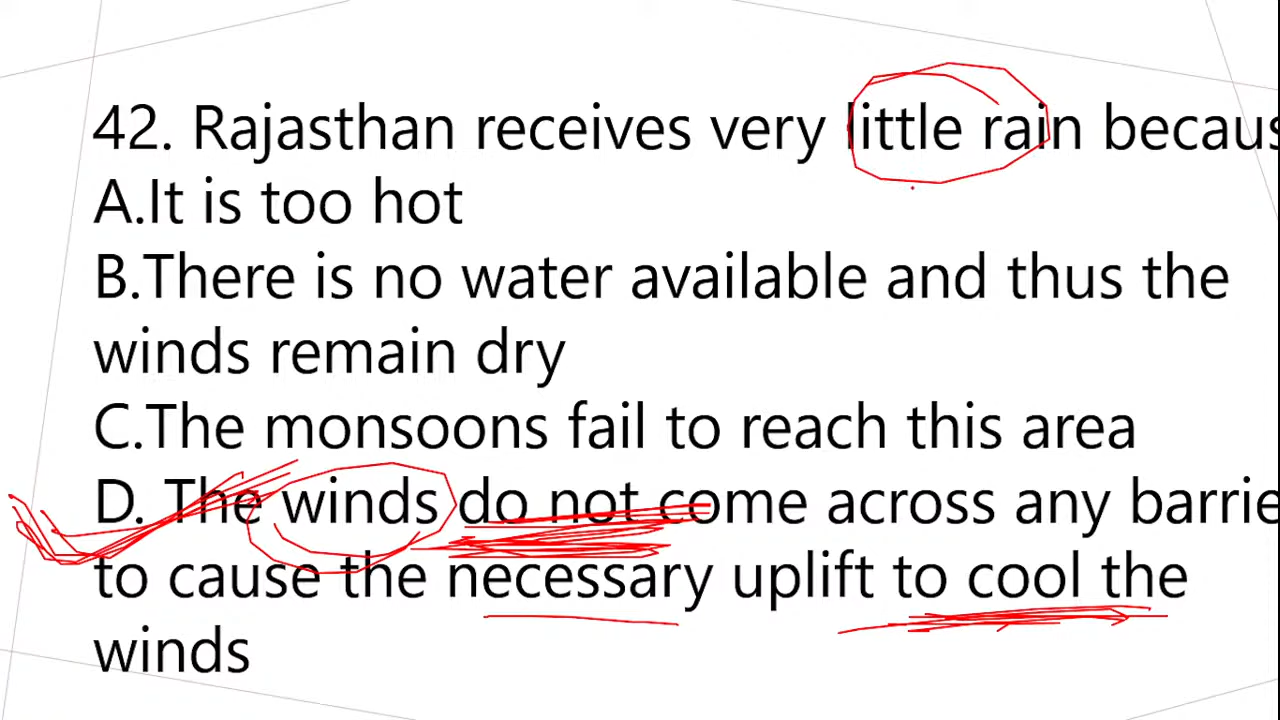 42. Rajasthan receives very little rain becaus
A.It is too hot
B.There is no water available and thus the
winds remain dry
C.The monsoons fail to reach this area
D. The winds do not come across any barrie
to cause the necessary uplift to cool the
winds